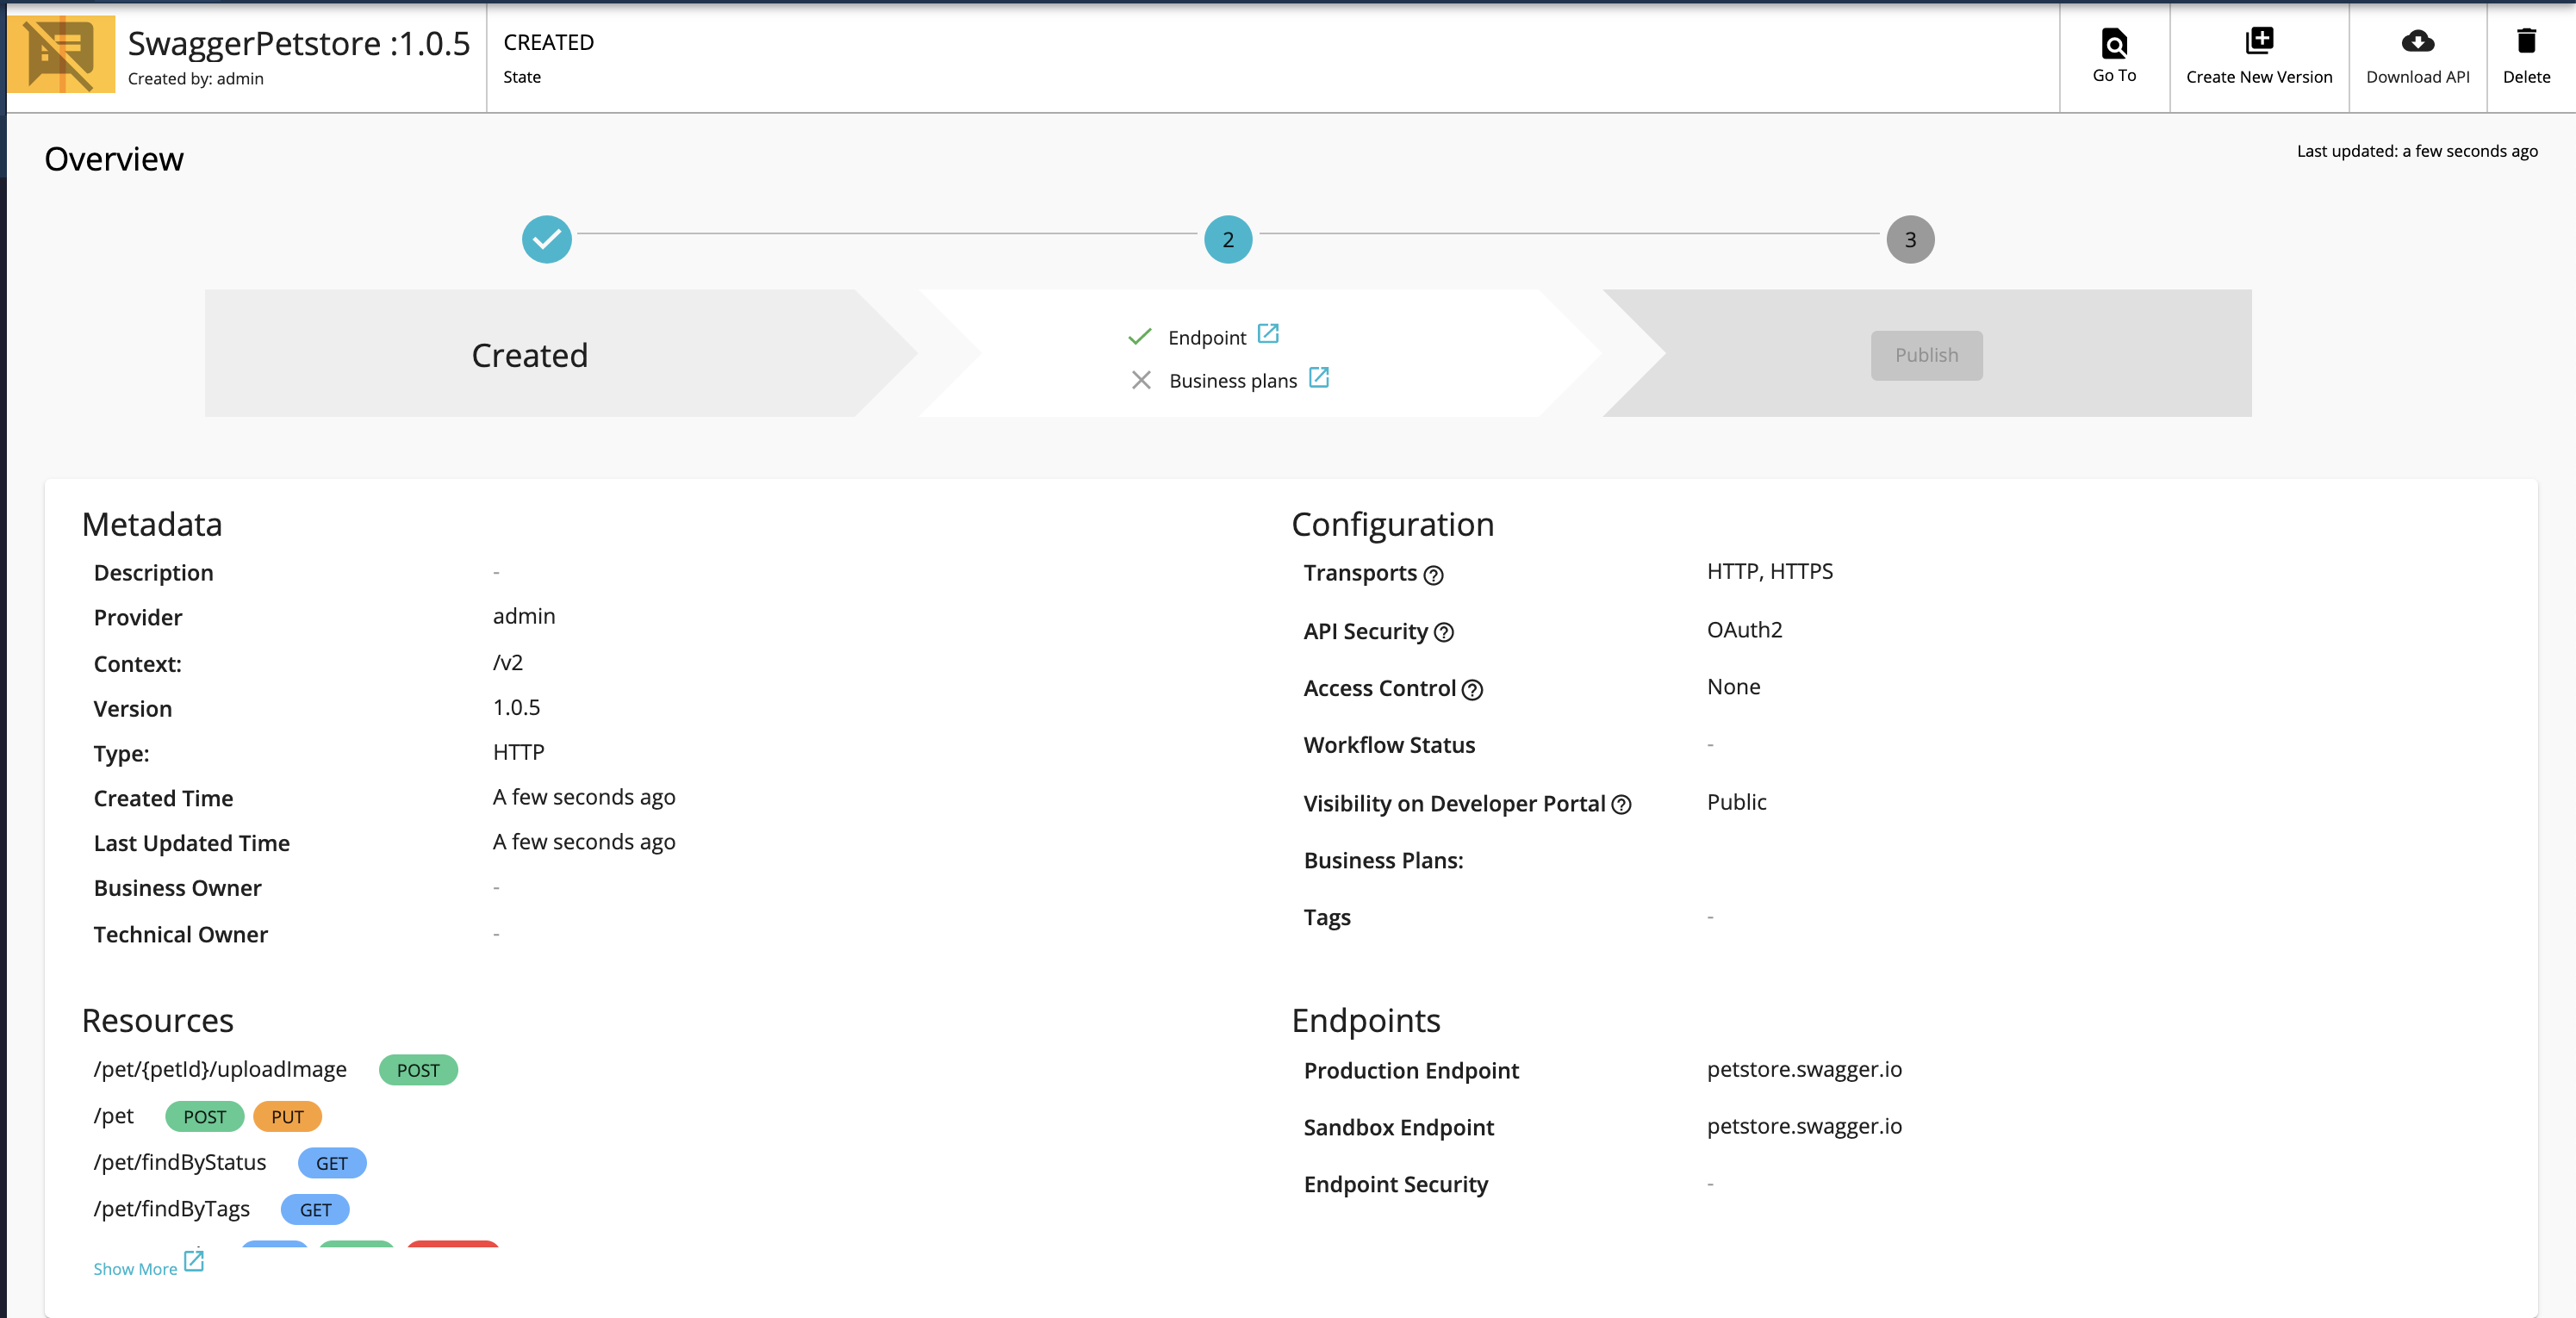 SwaggerPetstore :1.0.5
Created by: admin
CREATED
State
Go To
Create New Version
Download API
Delete
Overview
Last updated: a few seconds ago
2
3
Created
Endpoint
Business plans
Publish
Metadata
Description -
Provider admin
Context: /v2
Version 1.0.5
Type: HTTP
Created Time A few seconds ago
Last Updated Time A few seconds ago
Business Owner -
Technical Owner -
Configuration
Transports HTTP, HTTPS
API Security OAuth2
Access Control None
Workflow Status -
Visibility on Developer Portal Public
Business Plans:
Tags -
Resources
/pet/{petId}/uploadImage POST
/pet POST PUT
/pet/findByStatus GET
/pet/findByTags GET
Show More
Endpoints
Production Endpoint petstore.swagger.io
Sandbox Endpoint petstore.swagger.io
Endpoint Security -